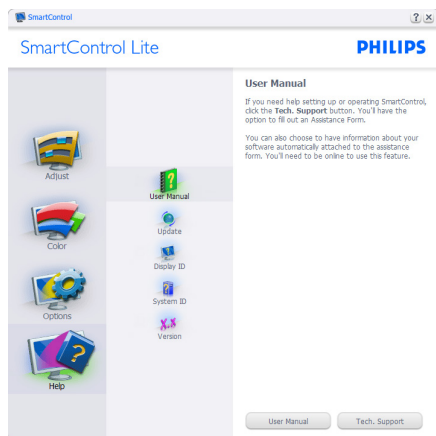 SmartControl
SmartControl Lite
PHILIPS
Adjust
Color
Options
Help
User Manual
Update
Display ID
System ID
X.X
Version
User Manual
If you need help setting up or operating SmartControl,
click the Tech. Support button. You'll have the
option to fill out an Assistance Form.
You can also choose to have information about your
software automatically attached to the assistance
form. You'll need to be online to use this feature.
User Manual
Tech. Support